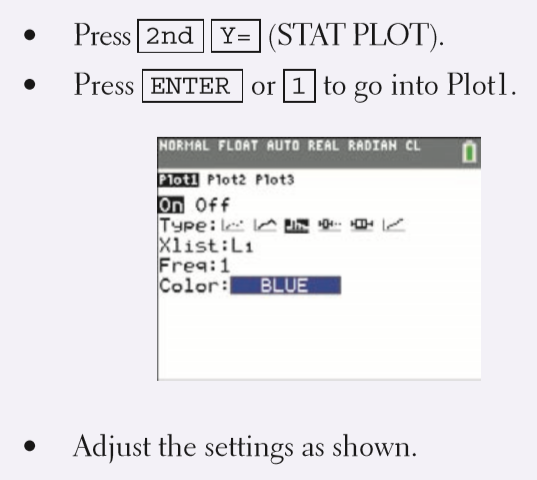 • Press 2nd Y= (STAT PLOT).
• Press ENTER or 1 to go into Plot1.
NORMAL FLOAT AUTO REAL RADIAN CL
Plot1 Plot2 Plot3
On Off
Type:
Xlist:L₁
Freq:1
Color: BLUE
• Adjust the settings as shown.